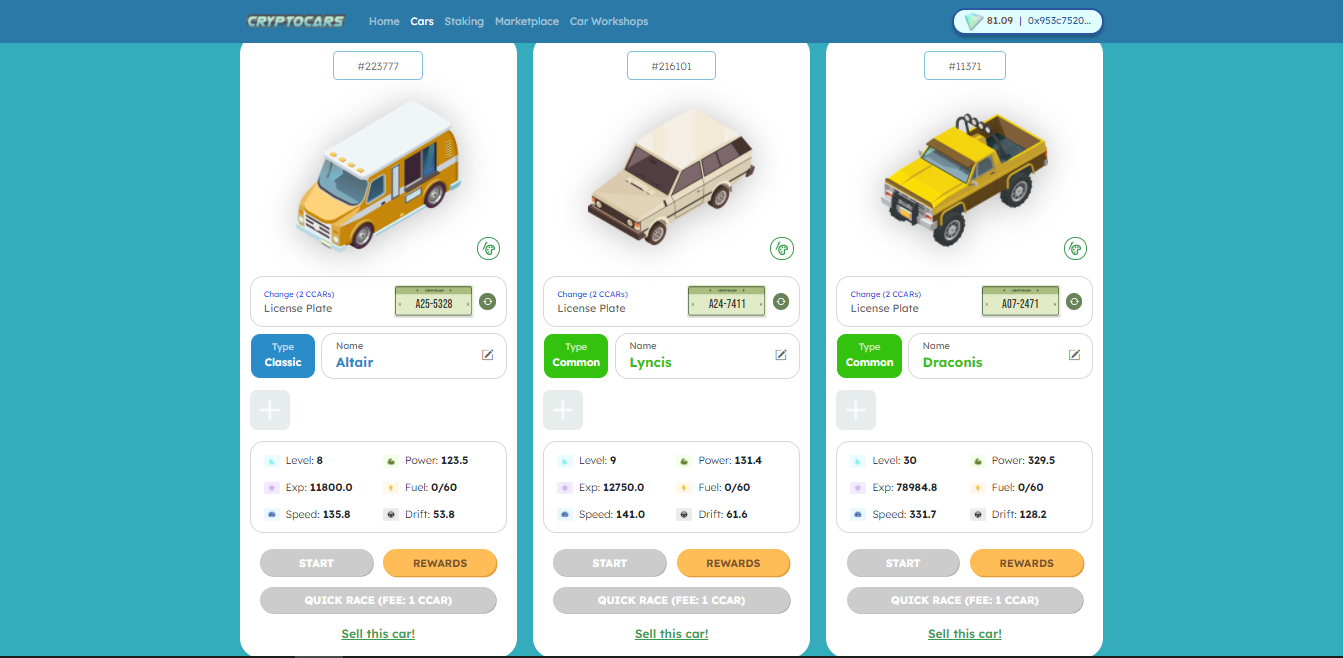 CRYPTOCARS Home Cars Staking Marketplace Car Workshops 81.09 | 0x953c7520...
#223777
Change (2 CCARs)
License Plate
A25-5328
Type
Classic
Name
Altair
Level: 8 Power: 123.5
Exp: 11800.0 Fuel: 0/60
Speed: 135.8 Drift: 53.8
START REWARDS
QUICK RACE (FEE: 1 CCAR)
Sell this car!
#216101
Change (2 CCARs)
License Plate
A24-7411
Type
Common
Name
Lyncis
Level: 9 Power: 131.4
Exp: 12750.0 Fuel: 0/60
Speed: 141.0 Drift: 61.6
START REWARDS
QUICK RACE (FEE: 1 CCAR)
Sell this car!
#11371
Change (2 CCARs)
License Plate
A07-2471
Type
Common
Name
Draconis
Level: 30 Power: 329.5
Exp: 78984.8 Fuel: 0/60
Speed: 331.7 Drift: 128.2
START REWARDS
QUICK RACE (FEE: 1 CCAR)
Sell this car!